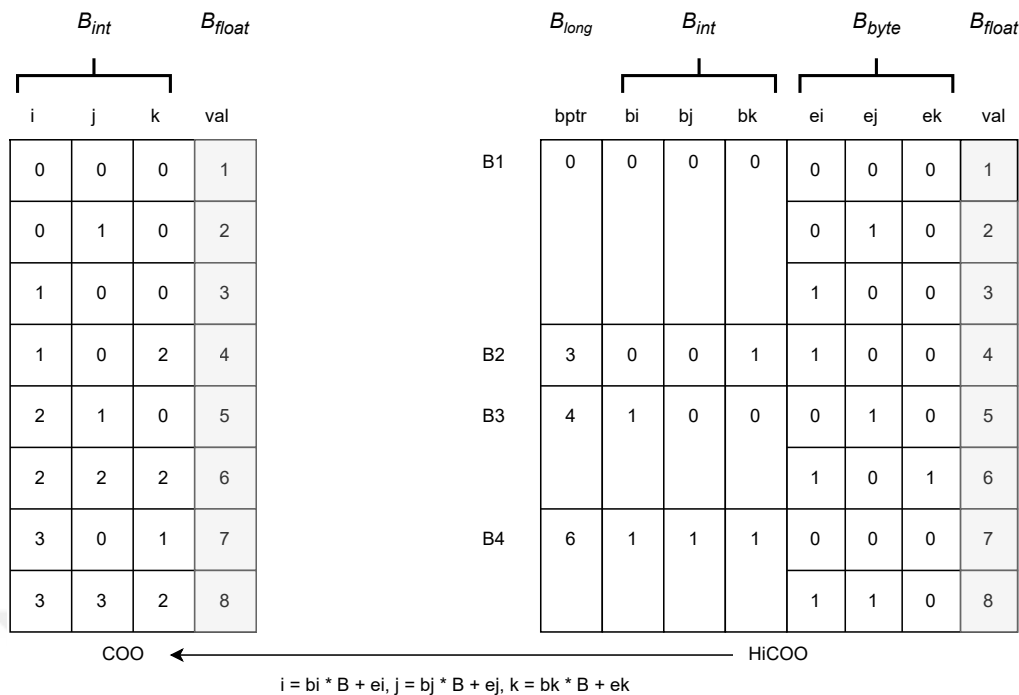 B_int B_float B_long B_int B_byte B_float
i j k val bptr bi bj bk ei ej ek val
0 0 0 1 B1 0 0 0 0 0 0 0 1
0 1 0 2 0 1 0 2
1 0 0 3 1 0 0 3
1 0 2 4 B2 3 0 0 1 1 0 0 4
2 1 0 5 B3 4 1 0 0 0 1 0 5
2 2 2 6 1 0 1 6
3 0 1 7 B4 6 1 1 1 0 0 0 7
3 3 2 8 1 1 0 8
COO HiCOO
i = bi * B + ei, j = bj * B + ej, k = bk * B + ek